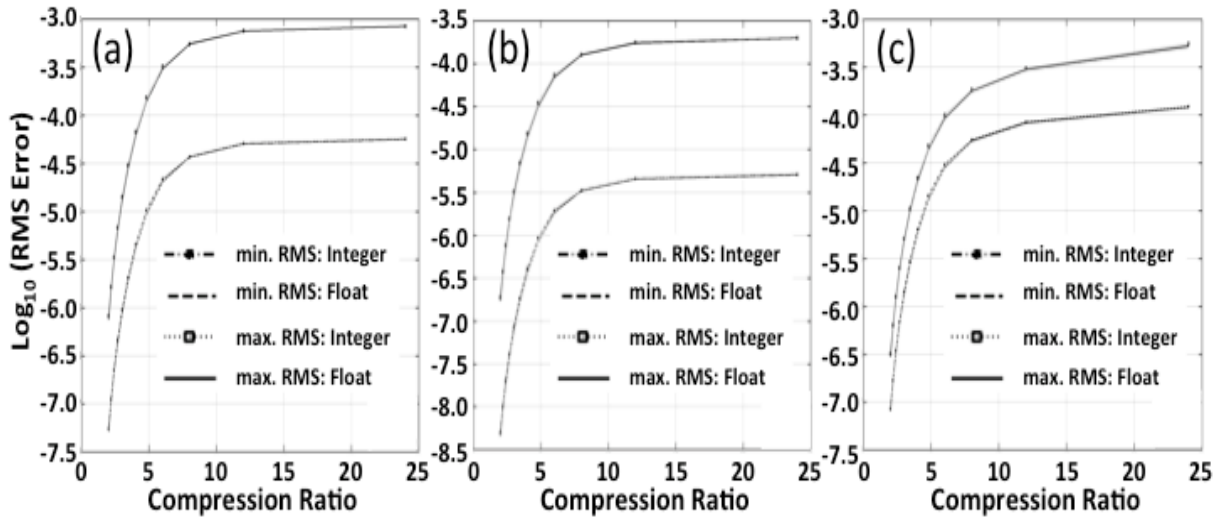 Log10 (RMS Error)
(a)
-3.0
-3.5
-4.0
-4.5
-5.0
-5.5
-6.0
-6.5
-7.0
-7.5
min. RMS: Integer
min. RMS: Float
max. RMS: Integer
max. RMS: Float
0 5 10 15 20 25
Compression Ratio
(b)
-3.5
-4.0
-4.5
-5.0
-5.5
-6.0
-6.5
-7.0
-7.5
-8.0
-8.5
min. RMS: Integer
min. RMS: Float
max. RMS: Integer
max. RMS: Float
0 5 10 15 20 25
Compression Ratio
(c)
-3.0
-3.5
-4.0
-4.5
-5.0
-5.5
-6.0
-6.5
-7.0
-7.5
min. RMS: Integer
min. RMS: Float
max. RMS: Integer
max. RMS: Float
0 5 10 15 20 25
Compression Ratio